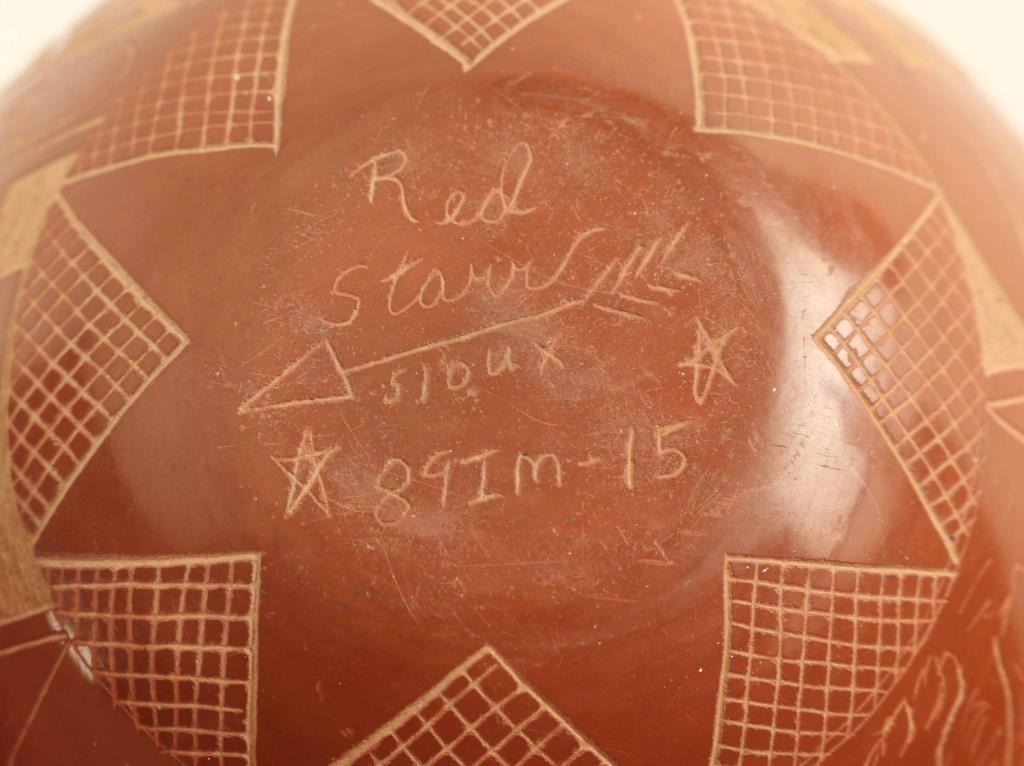 Red
Starr
sioux
89Im-15